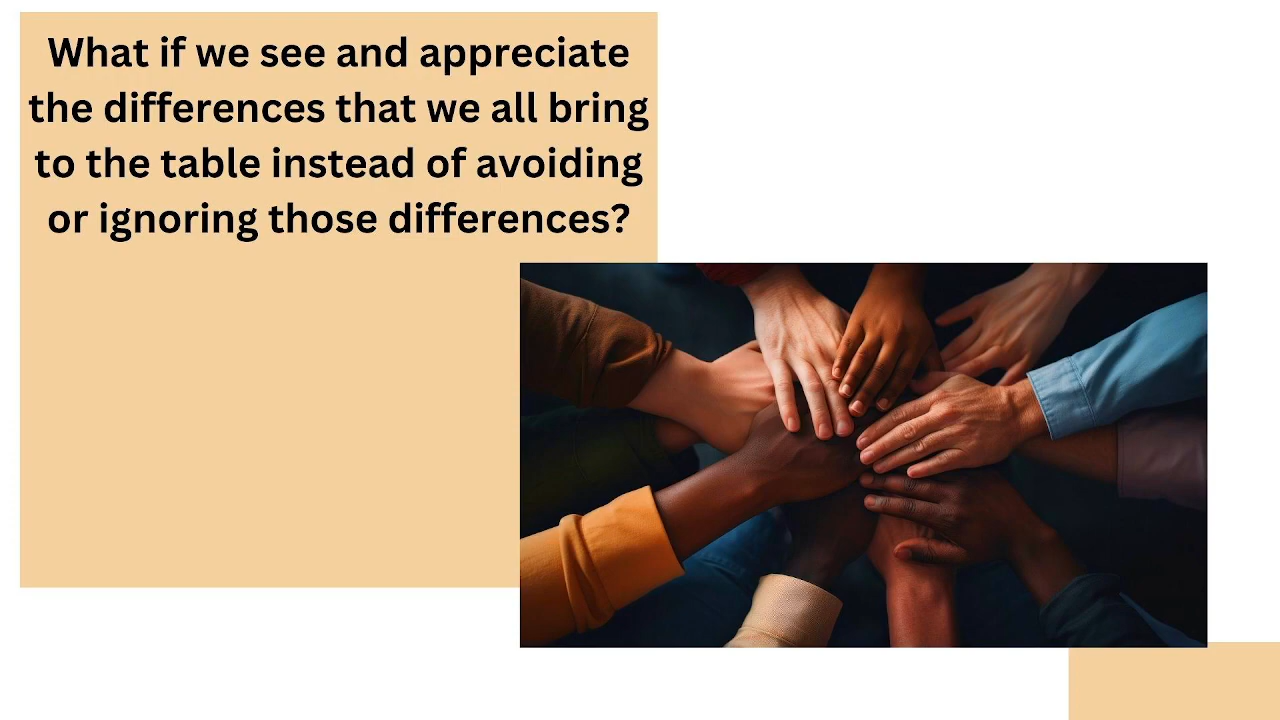 What if we see and appreciate
the differences that we all bring
to the table instead of avoiding
or ignoring those differences?